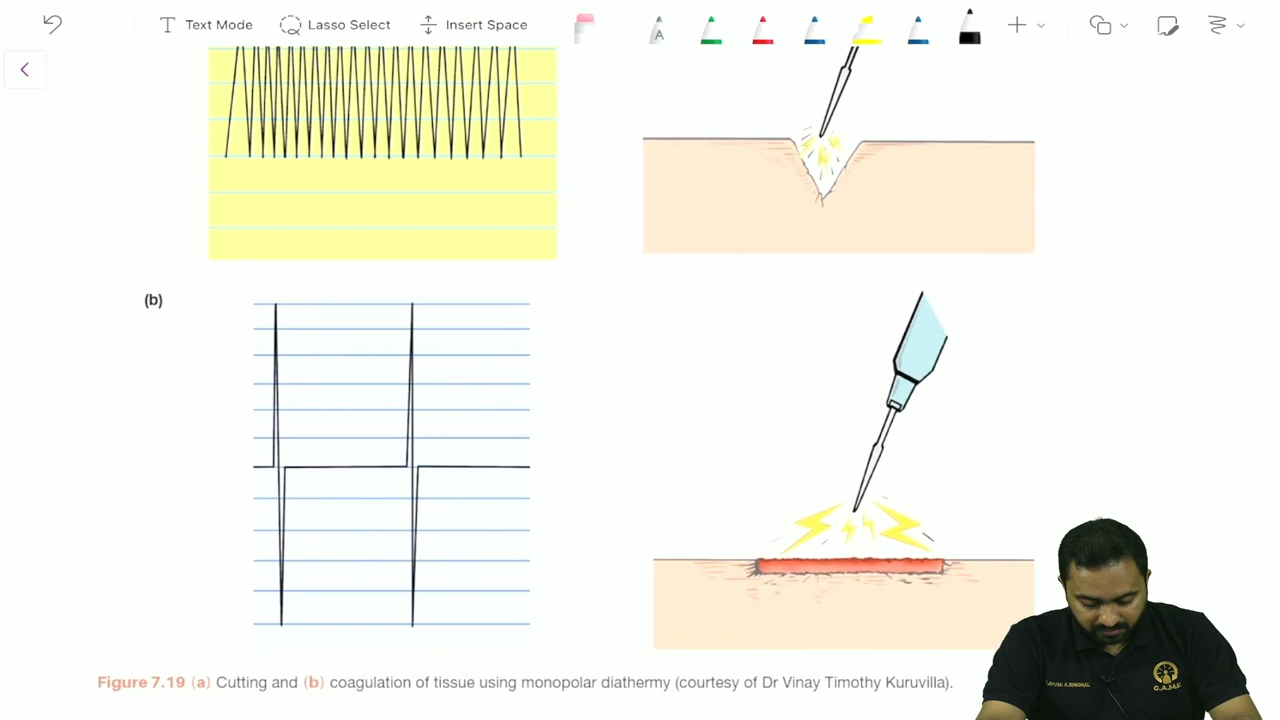 Text Mode
Lasso Select
Insert Space
A
(b)
Figure 7.19 (a) Cutting and (b) coagulation of tissue using monopolar diathermy (courtesy of Dr Vinay Timothy Kuruvilla).
K.SINGHAL
G.A.M.E